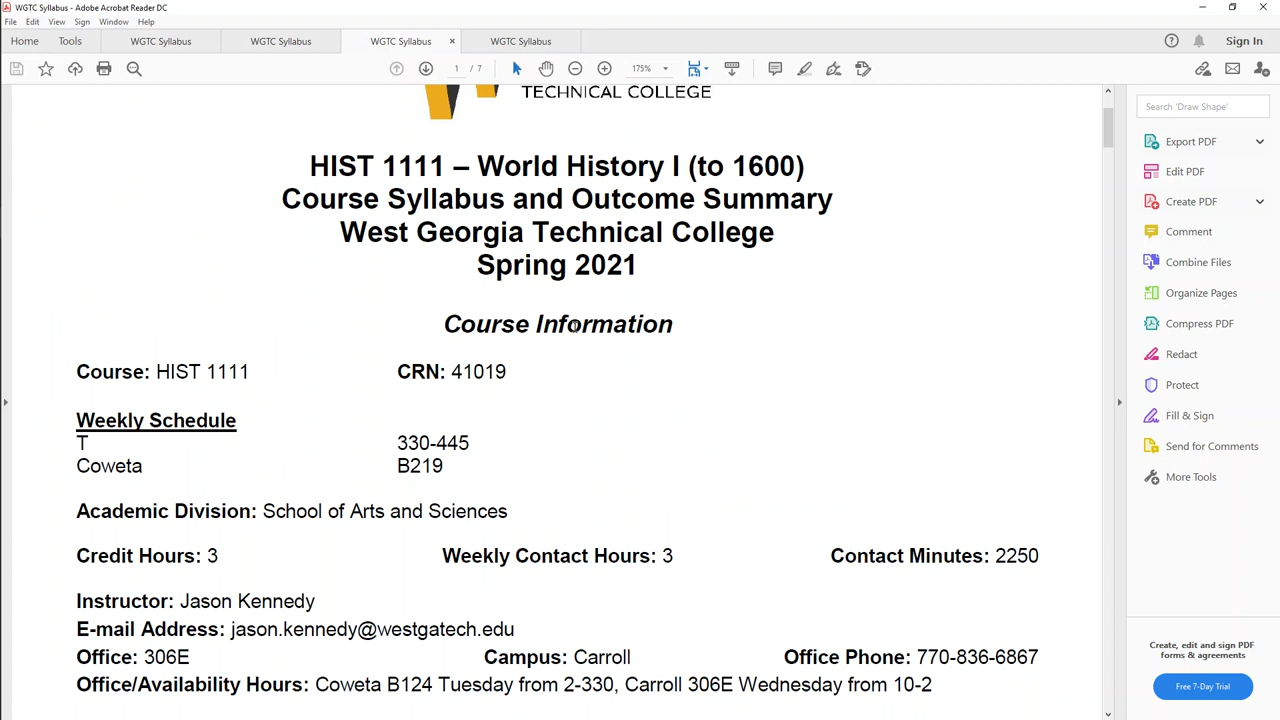 WGTC Syllabus - Adobe Acrobat Reader DC
File Edit View Sign Window Help
Home Tools WGTC Syllabus WGTC Syllabus WGTC Syllabus × WGTC Syllabus Sign In
1 / 7 175%
TECHNICAL COLLEGE
HIST 1111 – World History I (to 1600)
Course Syllabus and Outcome Summary
West Georgia Technical College
Spring 2021
Course Information
Course: HIST 1111 CRN: 41019
Weekly Schedule
T 330-445
Coweta B219
Academic Division: School of Arts and Sciences
Credit Hours: 3 Weekly Contact Hours: 3 Contact Minutes: 2250
Instructor: Jason Kennedy
E-mail Address: jason.kennedy@westgatech.edu
Office: 306E Campus: Carroll Office Phone: 770-836-6867
Office/Availability Hours: Coweta B124 Tuesday from 2-330, Carroll 306E Wednesday from 10-2
Search 'Draw Shape'
Export PDF
Edit PDF
Create PDF
Comment
Combine Files
Organize Pages
Compress PDF
Redact
Protect
Fill & Sign
Send for Comments
More Tools
Create, edit and sign PDF
forms & agreements
Free 7-Day Trial